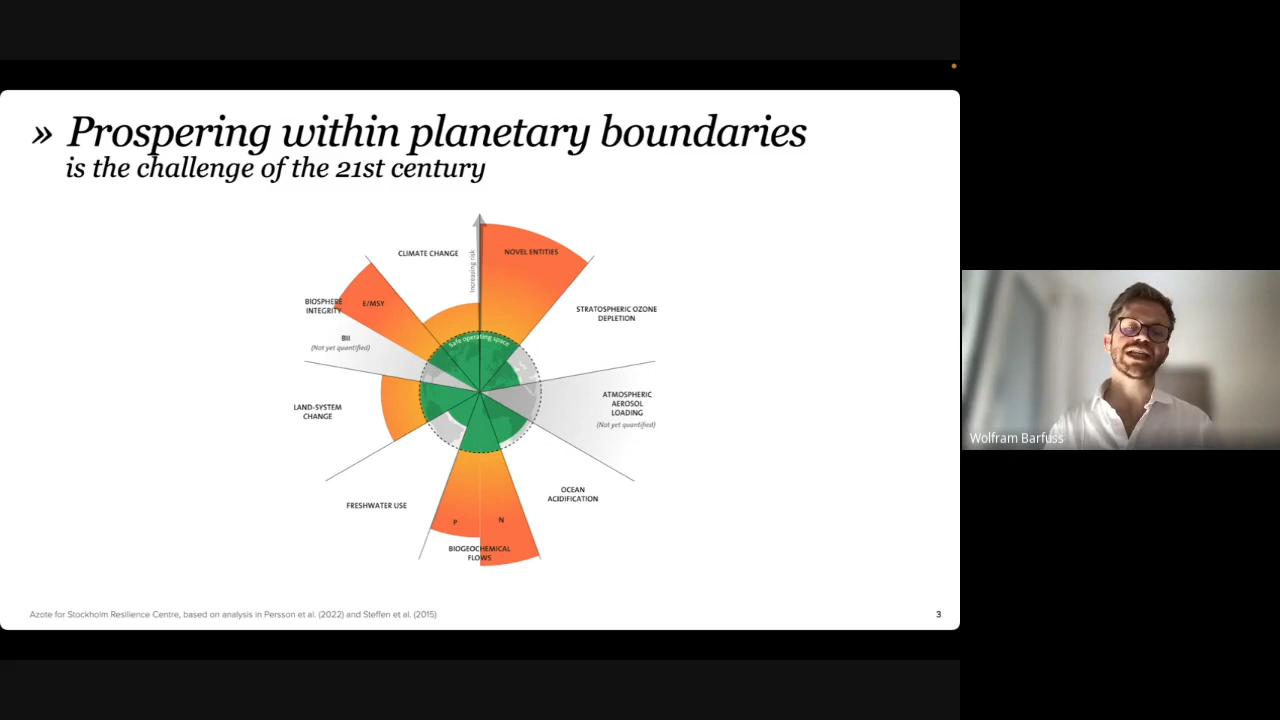 » Prospering within planetary boundaries
is the challenge of the 21st century
CLIMATE CHANGE
Increasing risk
NOVEL ENTITIES
STRATOSPHERIC OZONE
DEPLETION
BIOSPHERE
INTEGRITY
E/MSY
BII
(Not yet quantified)
Safe operating space
ATMOSPHERIC
AEROSOL
LOADING
(Not yet quantified)
LAND-SYSTEM
CHANGE
FRESHWATER USE
OCEAN
ACIDIFICATION
P
N
BIOGEOCHEMICAL
FLOWS
Azote for Stockholm Resilience Centre, based on analysis in Persson et al. (2022) and Steffen et al. (2015)
3
Wolfram Barfuss